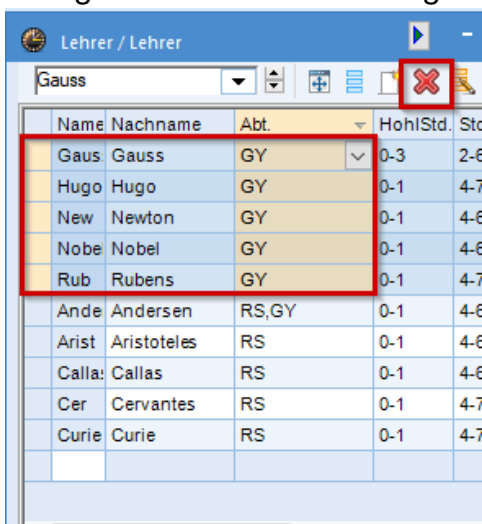 Lehrer / Lehrer
Gauss
Name Nachname Abt. HohlStd.
Gaus Gauss GY 0-3 2-6
Hugo Hugo GY 0-1 4-7
New Newton GY 0-1 4-6
Nobel Nobel GY 0-1 4-6
Rub Rubens GY 0-1 4-7
Ande Andersen RS,GY 0-1 4-6
Arist Aristoteles RS 0-1 4-6
Callas Callas RS 0-1 4-6
Cer Cervantes RS 0-1 4-7
Curie Curie RS 0-1 4-7